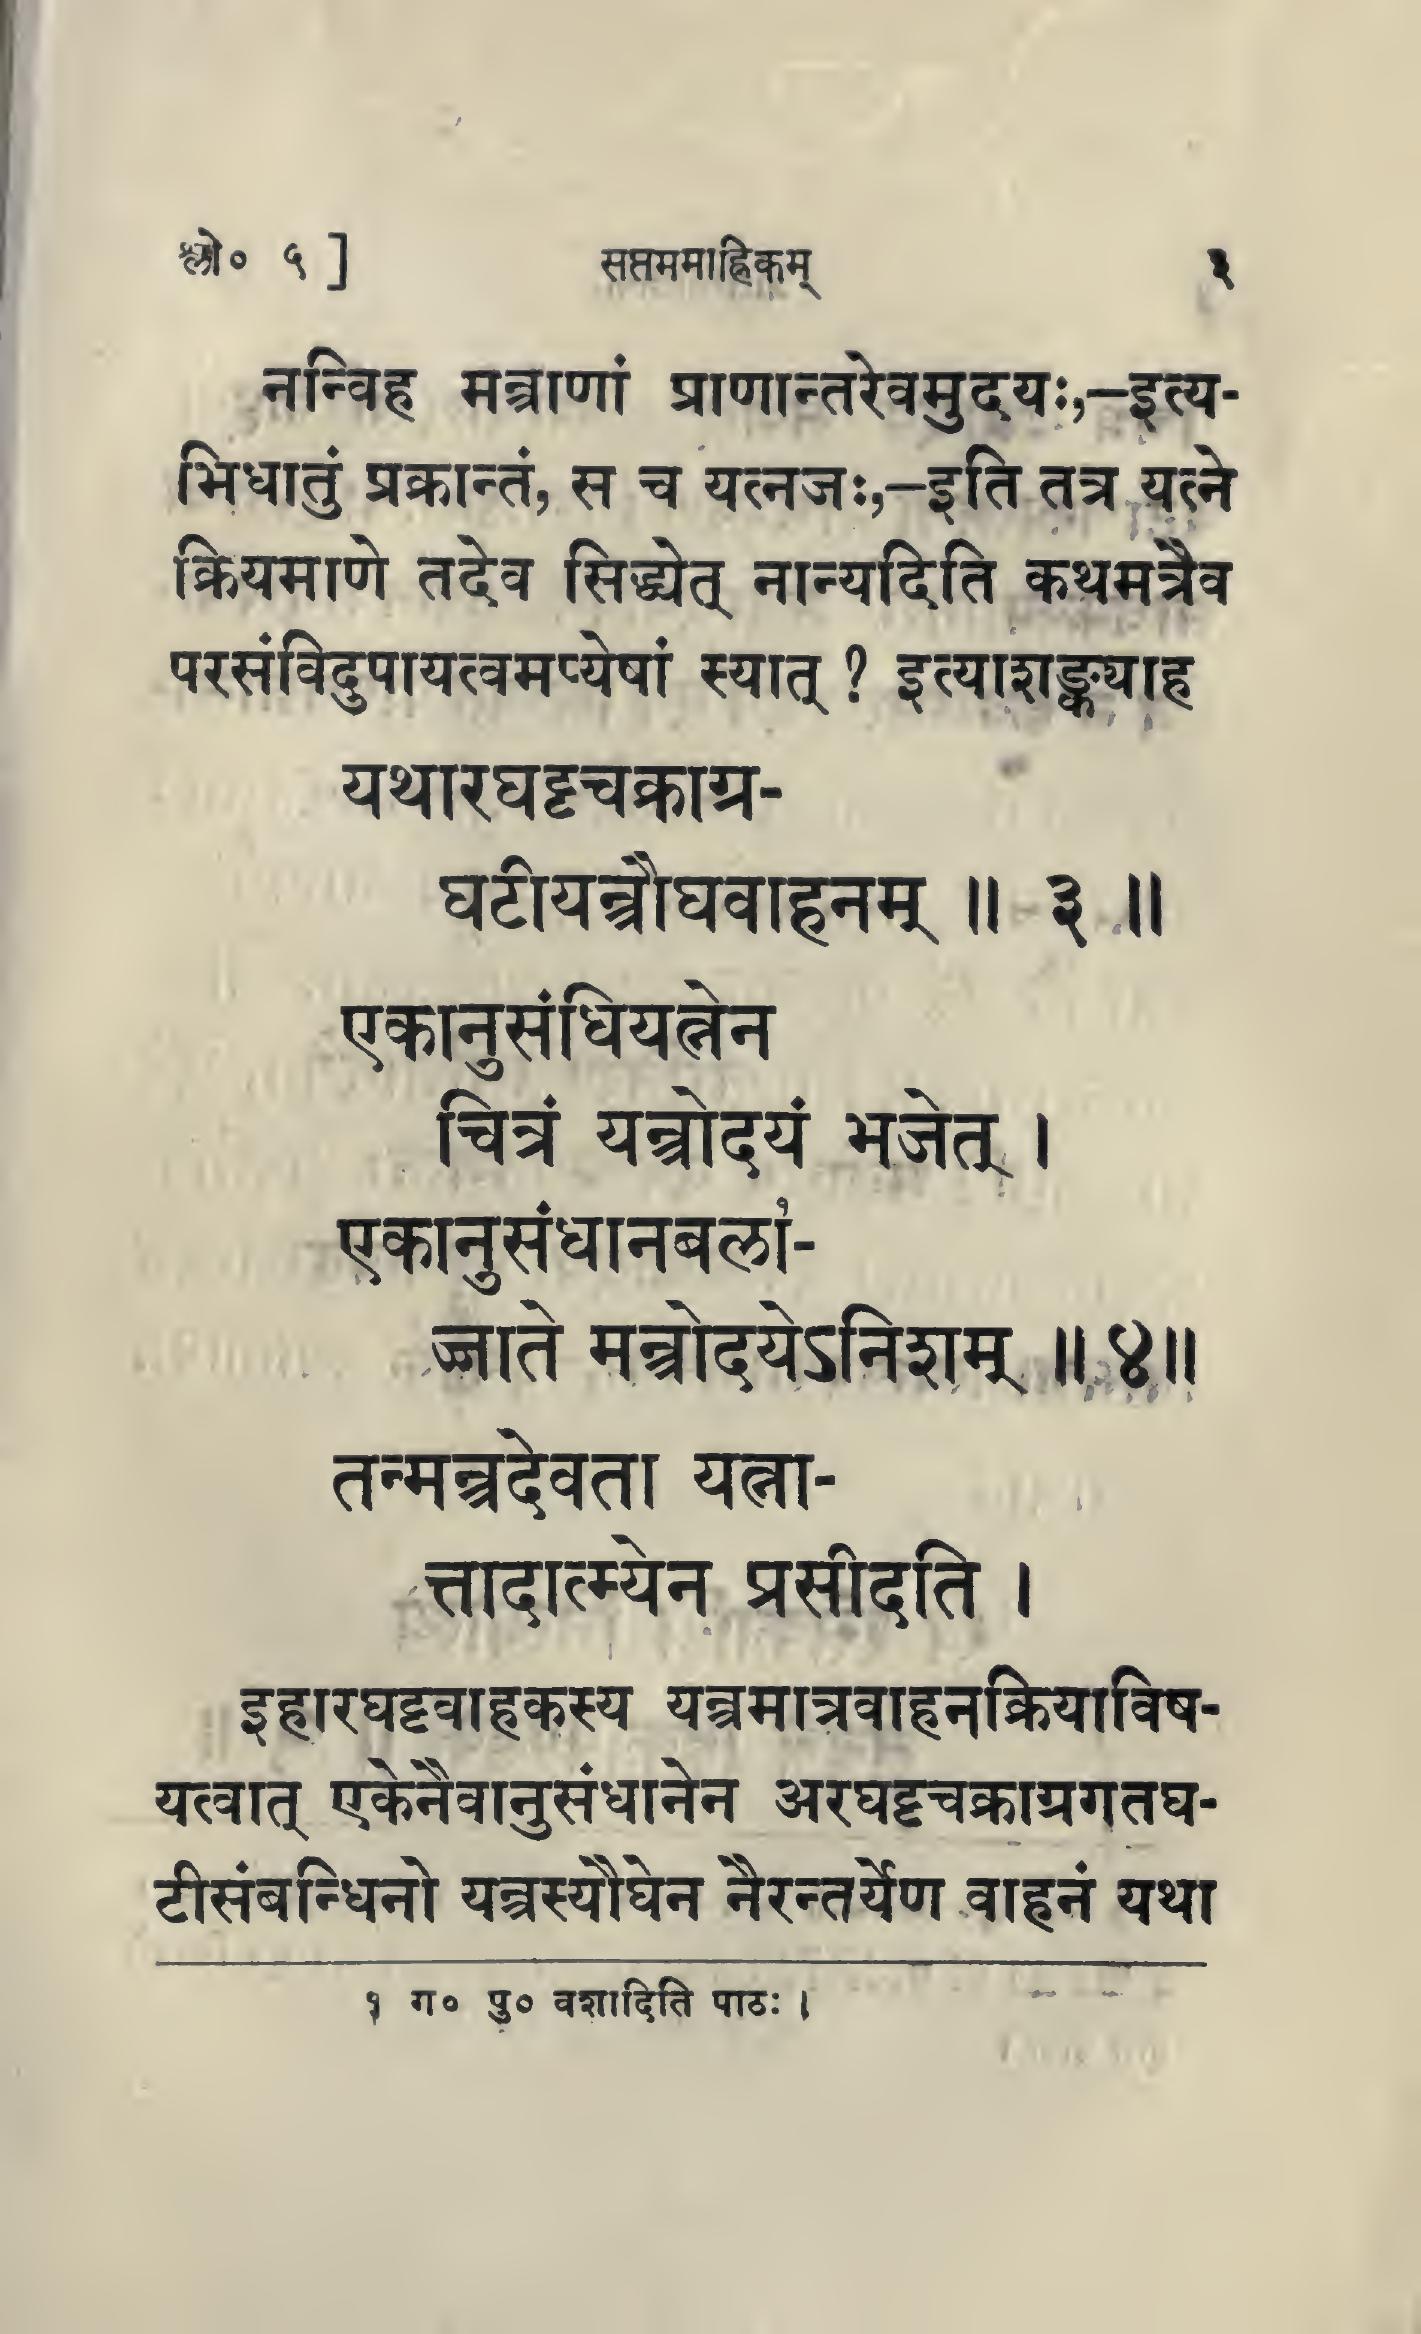 श्लो० ५ ] सप्तममाह्निकम् ३
नन्विह मन्त्राणां प्राणान्तरेवमुदयः,—इत्य-
भिधातुं प्रक्रान्तं, स च यत्नजः,—इति तत्र यत्ने
क्रियमाणे तदेव सिद्ध्येत् नान्यदिति कथमत्रैव
परसंविदुपायत्वमप्येषां स्यात् ? इत्याशङ्क्याह
यथारघट्टचक्राग्र-
घटीयन्त्रौघवाहनम् ॥ ३ ॥
एकानुसंधियत्नेन
चित्रं यन्त्रोदयं भजेत् ।
एकानुसंधानबला१-
ज्जाते मन्त्रोदयेऽनिशम् ॥ ४ ॥
तन्मन्त्रदेवता यत्ना-
त्तादात्म्येन प्रसीदति ।
इहारघट्टवाहकस्य यन्त्रमात्रवाहनक्रियाविष-
यत्वात् एकेनैवानुसंधानेन अरघट्टचक्राग्रगतघ-
टीसंबन्धिनो यन्त्रस्यौघेन नैरन्तर्येण वाहनं यथा
१ ग० पु० वशादिति पाठः ।